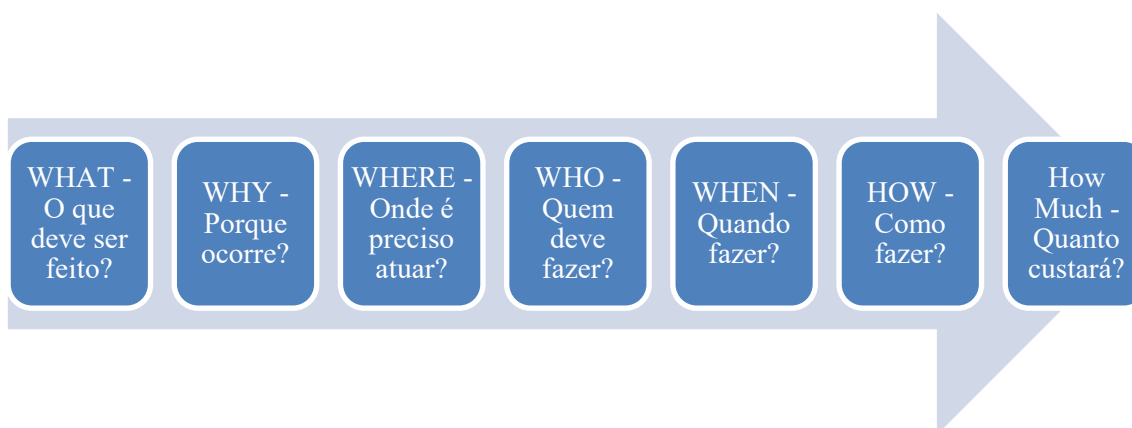 WHAT -
O que
deve ser
feito?
WHY -
Porque
ocorre?
WHERE -
Onde é
preciso
atuar?
WHO -
Quem
deve
fazer?
WHEN -
Quando
fazer?
HOW -
Como
fazer?
How
Much -
Quanto
custará?